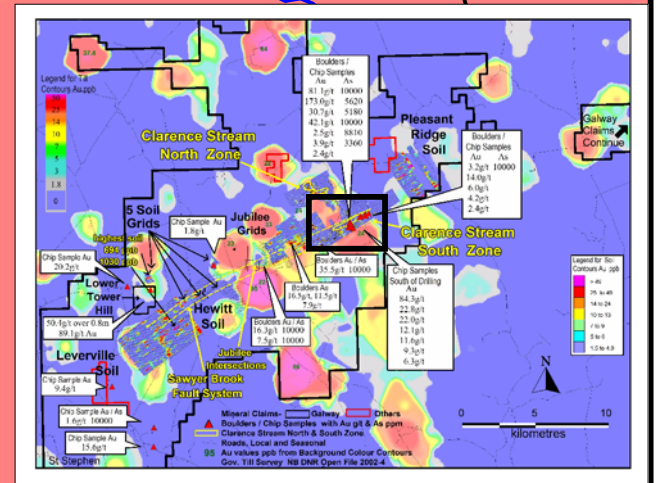 Legend for Till
Contours Au.ppb
Clarence Stream
North Zone
Boulders /
Chip Samples
Au As
81.1g/t 10000
173.0g/t 5620
30.7g/t 5180
42.1g/t 10000
2.5g/t 8810
3.9g/t 3360
2.4g/t
Pleasant
Ridge
Soil
Boulders /
Chip Samples
Au As
3.2g/t 10000
14.0g/t
6.0g/t
4.2g/t
2.4g/t
Galway
Claims
Continue
5 Soil
Grids
Chip Sample Au
1.8g/t
Jubilee
Grids
Clarence Stream
South Zone
highest soil
694 ppb
1030 ppb
Chip Sample Au
20.2g/t
Lower
Tower
Hill
50.4g/t over 0.8m
89.1g/t Au
Hewitt
Soil
Boulders Au / As
35.5g/t 10000
Boulders Au
16.5g/t, 11.5g/t
7.9g/t
Boulders Au / As
16.3g/t 10000
7.5g/t 10000
Chip Samples
South of Drilling
Au
84.3g/t
22.8g/t
22.0g/t
12.1g/t
11.6g/t
9.3g/t
6.3g/t
Legend for Soil
Contours Au ppb
25 to 40
14 to 24
10 to 13
7 to 9
5 to 6
1.5 to 4.9
Leverville
Soil
Chip Sample Au
9.4g/t
Chip Sample Au / As
1.6g/t 10000
Chip Sample Au
15.6g/t
Jubilee
Intersections
Sawyer Brook
Fault System
St Stephen
Mineral Claims- Galway Others
Boulders / Chip Samples with Au g/t & As ppm
Clarence Stream North & South Zone
Roads, Local and Seasonal
95 Au values ppb from Background Colour Contours
Gov. Till Survey NB DNR Open File 2002-4
N
0 5 10
kilometres